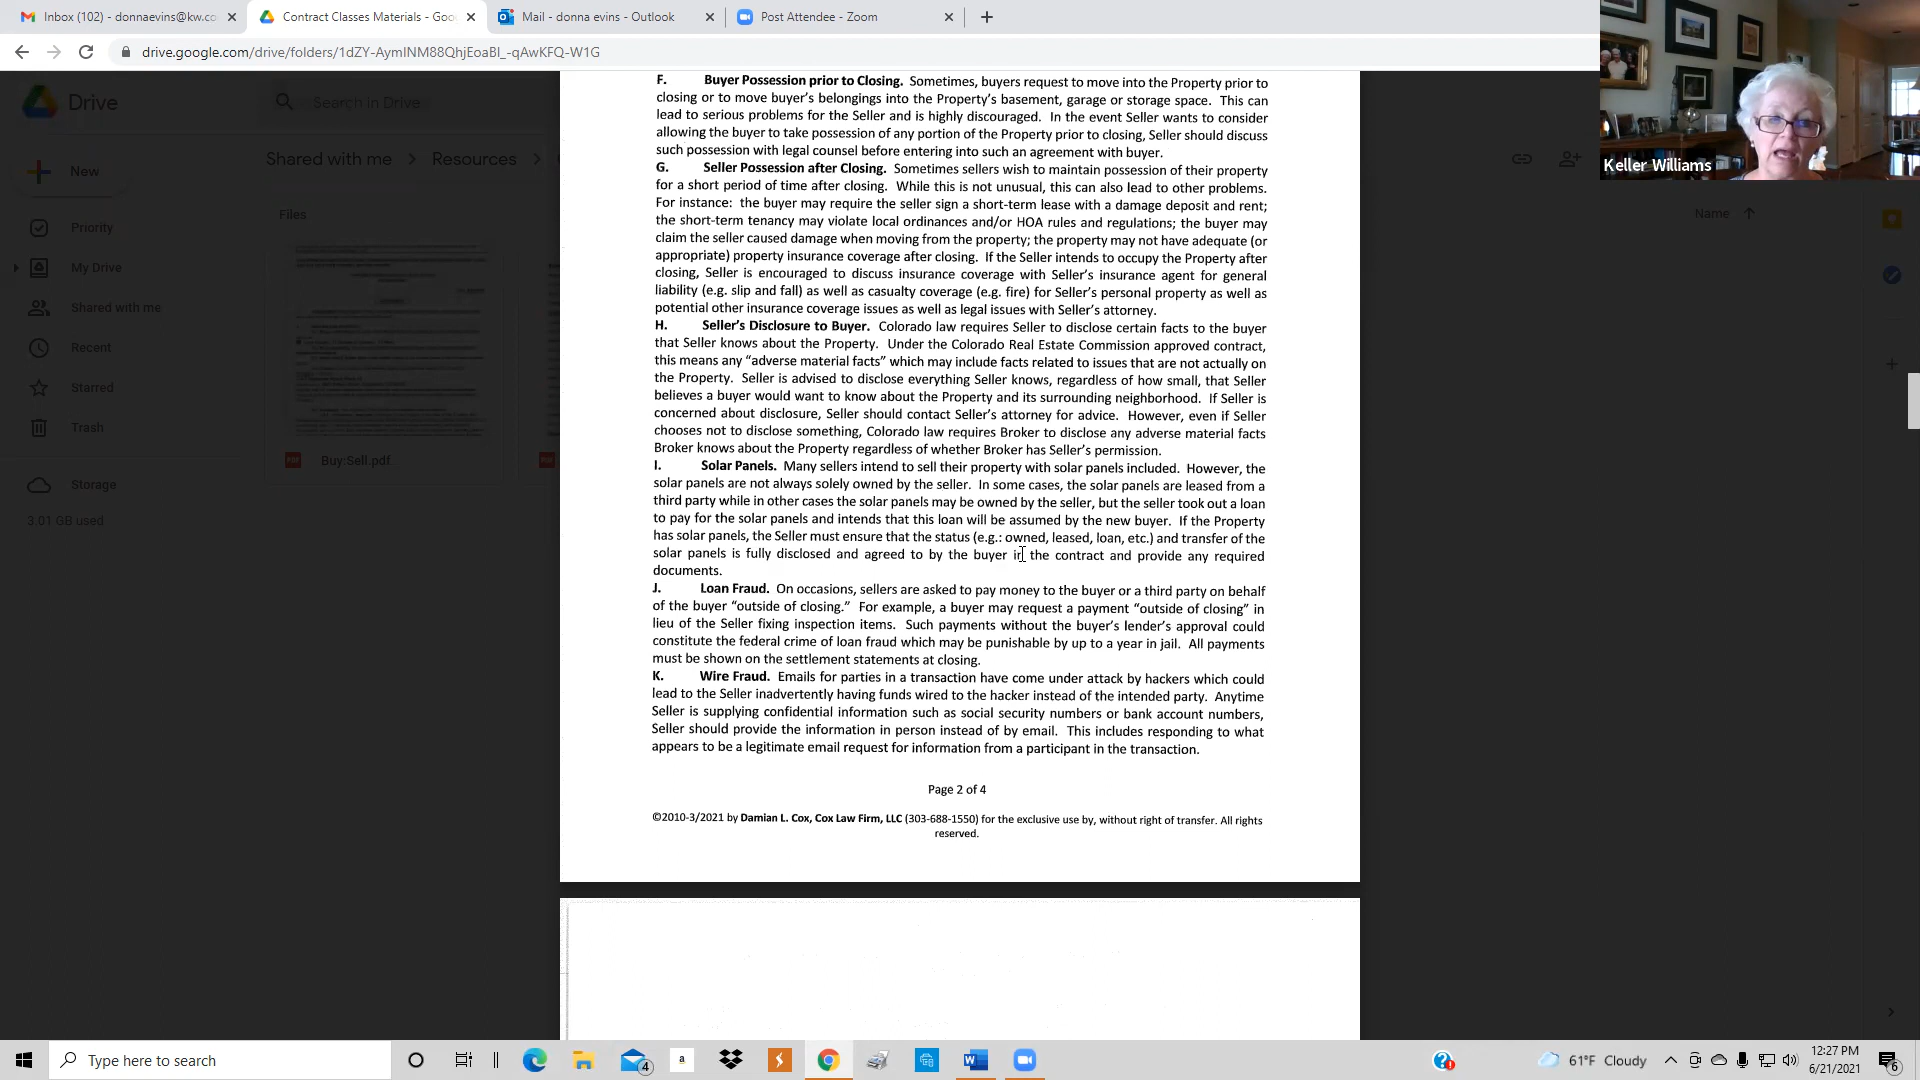 Inbox (102) - donnaevins@kw.co
Contract Classes Materials - Goo
Mail - donna evins - Outlook
Post Attendee - Zoom
drive.google.com/drive/folders/1dZY-AymINM88QhjEoaBl_-qAwKFQ-W1G
Drive
Search in Drive
New
Shared with me
Resources
Name
Priority
My Drive
Shared with me
Recent
Starred
Trash
Storage
3.01 GB used
Files
Buy:Sell.pdf
F. Buyer Possession prior to Closing. Sometimes, buyers request to move into the Property prior to
closing or to move buyer's belongings into the Property's basement, garage or storage space. This can
lead to serious problems for the Seller and is highly discouraged. In the event Seller wants to consider
allowing the buyer to take possession of any portion of the Property prior to closing, Seller should discuss
such possession with legal counsel before entering into such an agreement with buyer.
G. Seller Possession after Closing. Sometimes sellers wish to maintain possession of their property
for a short period of time after closing. While this is not unusual, this can also lead to other problems.
For instance: the buyer may require the seller sign a short-term lease with a damage deposit and rent;
the short-term tenancy may violate local ordinances and/or HOA rules and regulations; the buyer may
claim the seller caused damage when moving from the property; the property may not have adequate (or
appropriate) property insurance coverage after closing. If the Seller intends to occupy the Property after
closing, Seller is encouraged to discuss insurance coverage with Seller's insurance agent for general
liability (e.g. slip and fall) as well as casualty coverage (e.g. fire) for Seller's personal property as well as
potential other insurance coverage issues as well as legal issues with Seller's attorney.
H. Seller's Disclosure to Buyer. Colorado law requires Seller to disclose certain facts to the buyer
that Seller knows about the Property. Under the Colorado Real Estate Commission approved contract,
this means any “adverse material facts” which may include facts related to issues that are not actually on
the Property. Seller is advised to disclose everything Seller knows, regardless of how small, that Seller
believes a buyer would want to know about the Property and its surrounding neighborhood. If Seller is
concerned about disclosure, Seller should contact Seller's attorney for advice. However, even if Seller
chooses not to disclose something, Colorado law requires Broker to disclose any adverse material facts
Broker knows about the Property regardless of whether Broker has Seller's permission.
I. Solar Panels. Many sellers intend to sell their property with solar panels included. However, the
solar panels are not always solely owned by the seller. In some cases, the solar panels are leased from a
third party while in other cases the solar panels may be owned by the seller, but the seller took out a loan
to pay for the solar panels and intends that this loan will be assumed by the new buyer. If the Property
has solar panels, the Seller must ensure that the status (e.g.: owned, leased, loan, etc.) and transfer of the
solar panels is fully disclosed and agreed to by the buyer in the contract and provide any required
documents.
J. Loan Fraud. On occasions, sellers are asked to pay money to the buyer or a third party on behalf
of the buyer “outside of closing.” For example, a buyer may request a payment “outside of closing” in
lieu of the Seller fixing inspection items. Such payments without the buyer's lender's approval could
constitute the federal crime of loan fraud which may be punishable by up to a year in jail. All payments
must be shown on the settlement statements at closing.
K. Wire Fraud. Emails for parties in a transaction have come under attack by hackers which could
lead to the Seller inadvertently having funds wired to the hacker instead of the intended party. Anytime
Seller is supplying confidential information such as social security numbers or bank account numbers,
Seller should provide the information in person instead of by email. This includes responding to what
appears to be a legitimate email request for information from a participant in the transaction.
Page 2 of 4
©2010-3/2021 by Damian L. Cox, Cox Law Firm, LLC (303-688-1550) for the exclusive use by, without right of transfer. All rights
reserved.
Keller Williams
Type here to search
4
a
61°F Cloudy
12:27 PM
6/21/2021
6